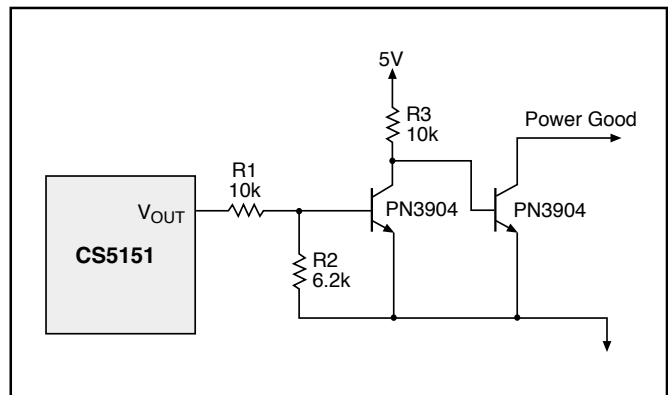 5V
R3
10k
Power Good
R1
10k
PN3904
PN3904
VOUT
CS5151
R2
6.2k